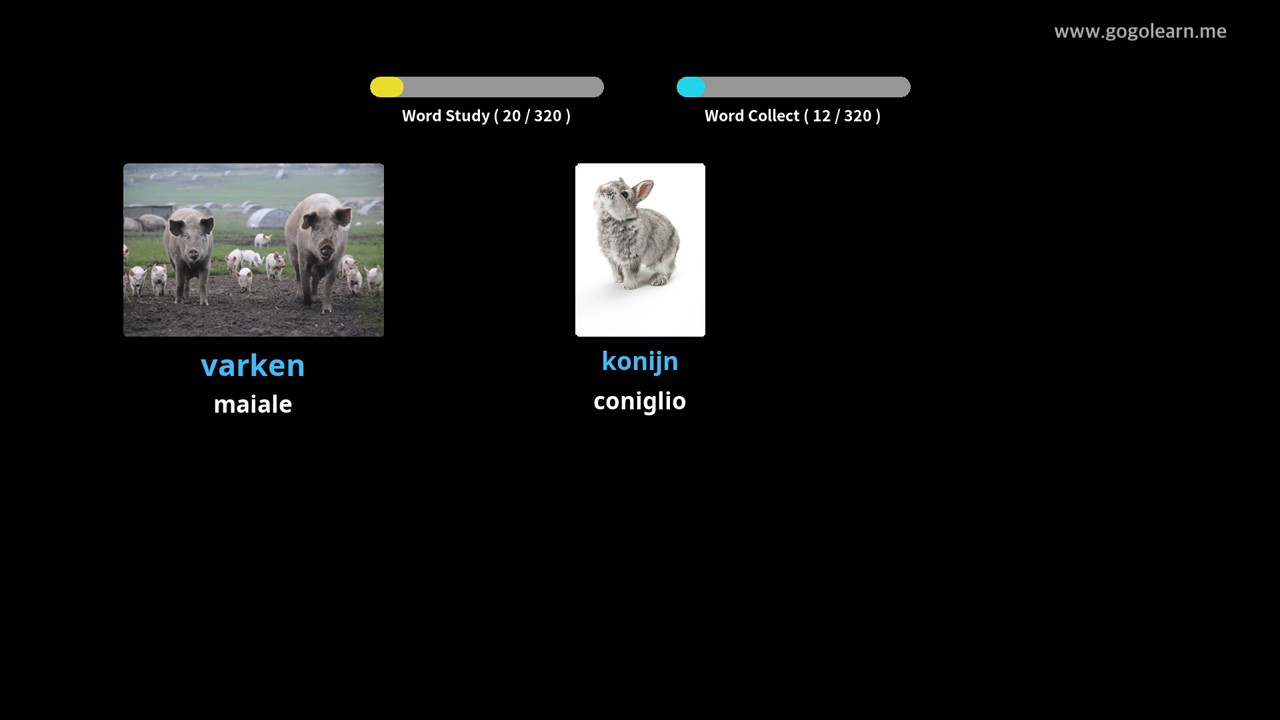 www.gogolearn.me
Word Study ( 20 / 320 )
Word Collect ( 12 / 320 )
varken
maiale
konijn
coniglio